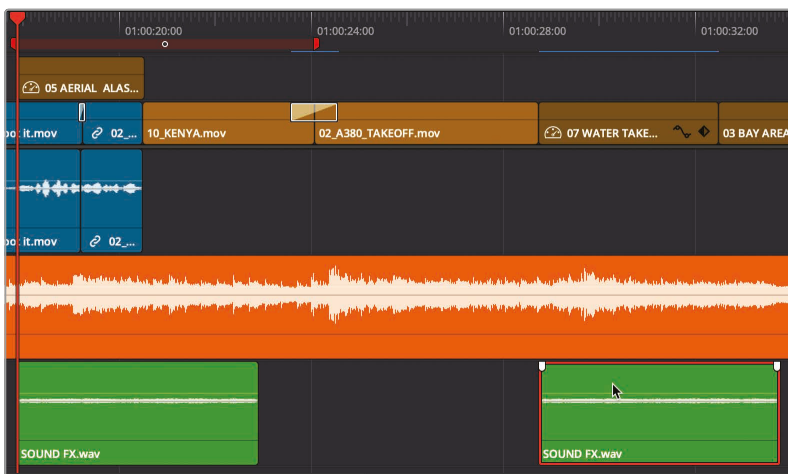 01:00:20:00
01:00:24:00
01:00:28:00
01:00:32:00
05 AERIAL ALAS...
it.mov
02_...
10_KENYA.mov
02_A380_TAKEOFF.mov
07 WATER TAKE...
03 BAY AREA
it.mov
02_...
SOUND FX.wav
SOUND FX.wav